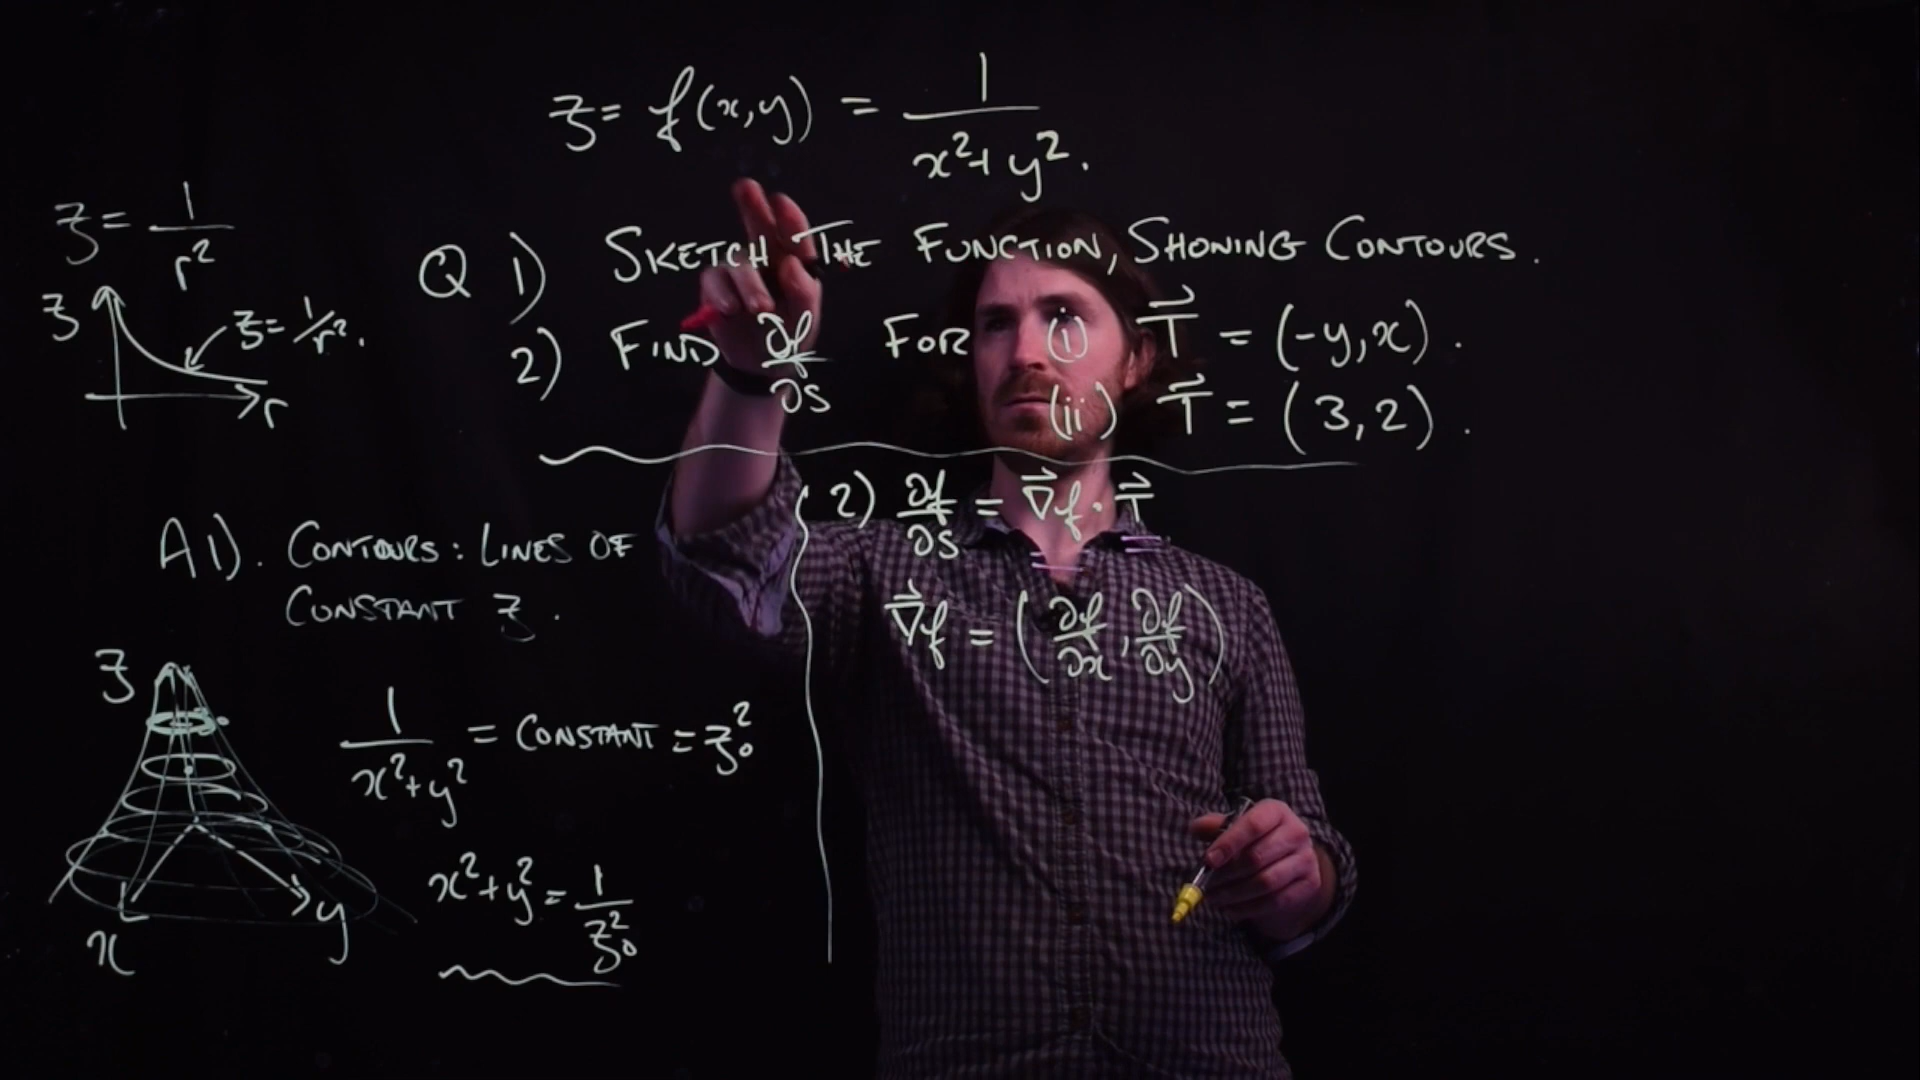 z = f(x,y) = 1/(x²+y²).
z = 1/r²
z
z = 1/r².
r
Q 1) SKETCH THE FUNCTION, SHONING CONTOURS.
2) FIND ∂f/∂s FOR (i) T⃗ = (-y,x).
(ii) T⃗ = (3,2).
A1). CONTOURS: LINES OF
CONSTANT z.
z
x
y
1/(x²+y²) = CONSTANT = z₀²
x²+y² = 1/z₀²
2) ∂f/∂s = ∇⃗f · T⃗
∇⃗f = (∂f/∂x, ∂f/∂y)